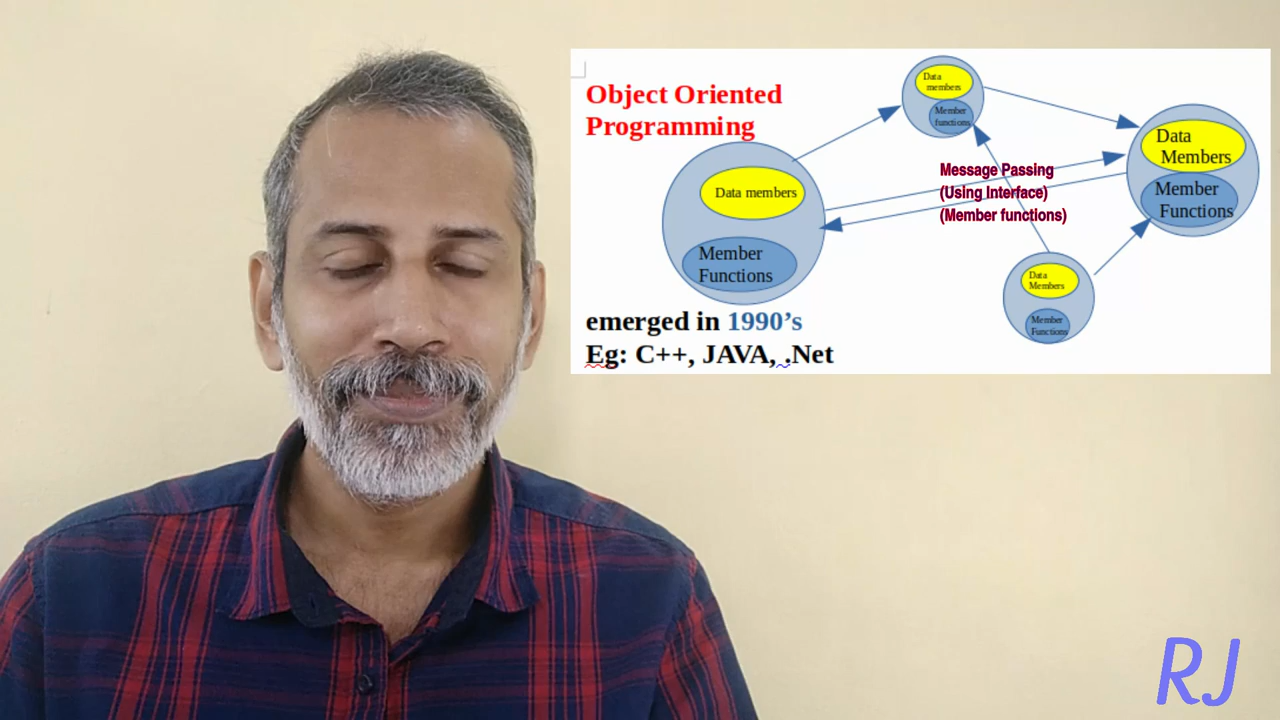 Object Oriented
Programming
Data
members
Member
functions
Data
Members
Member
Functions
Data members
Member
Functions
Message Passing
(Using Interface)
(Member functions)
Data
Members
Member
Functions
emerged in 1990’s
Eg: C++, JAVA, .Net
RJ